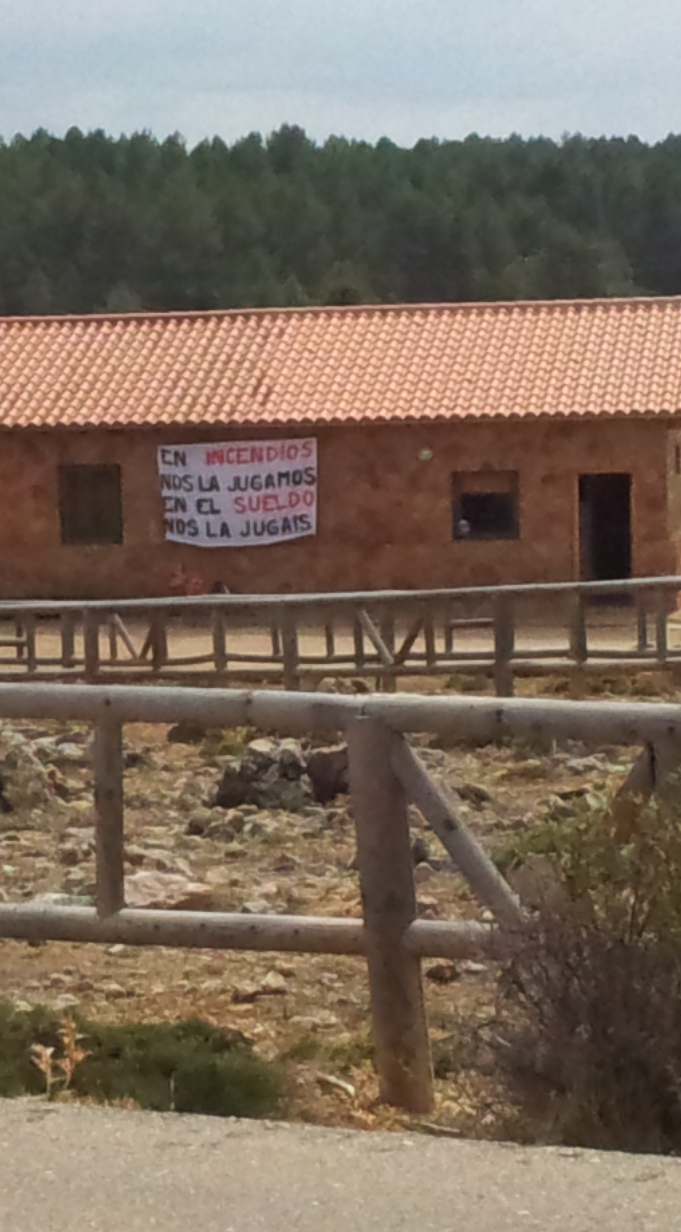 EN INCENDIOS
NOS LA JUGAMOS
EN EL SUELDO
NOS LA JUGAIS